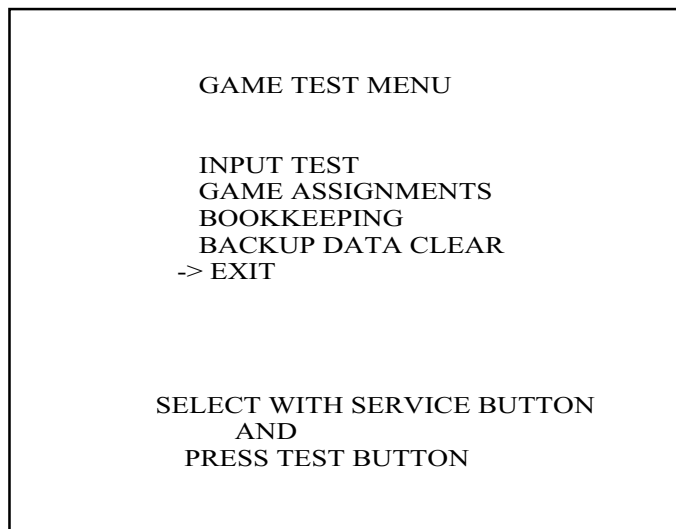 GAME TEST MENU
INPUT TEST
GAME ASSIGNMENTS
BOOKKEEPING
BACKUP DATA CLEAR
-> EXIT
SELECT WITH SERVICE BUTTON
AND
PRESS TEST BUTTON